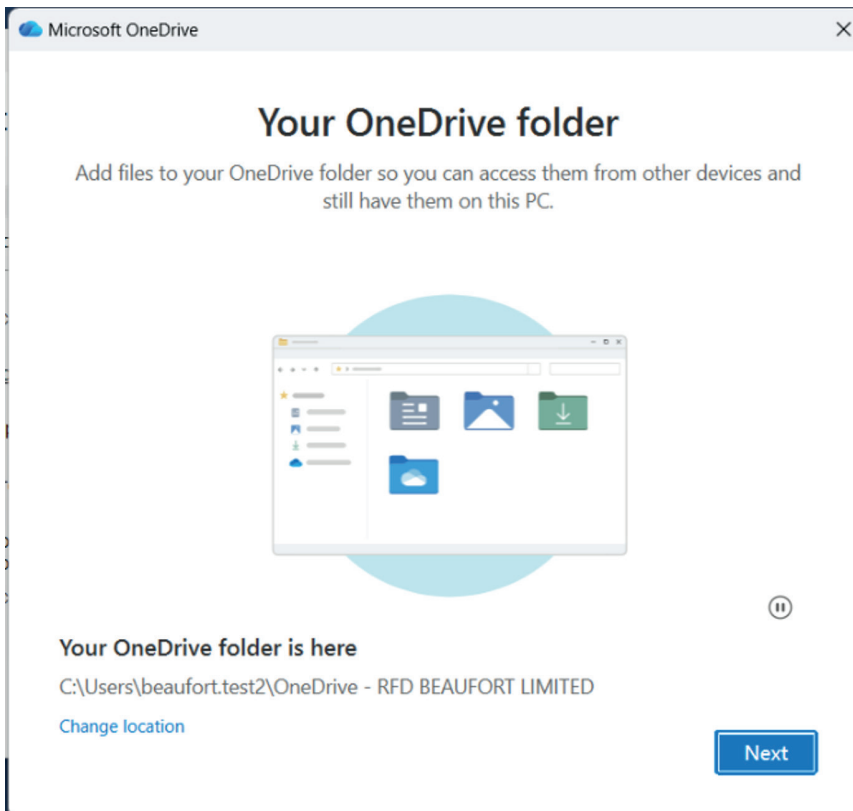 Microsoft OneDrive
Your OneDrive folder
Add files to your OneDrive folder so you can access them from other devices and
still have them on this PC.
Your OneDrive folder is here
C:\Users\beaufort.test2\OneDrive - RFD BEAUFORT LIMITED
Change location
Next